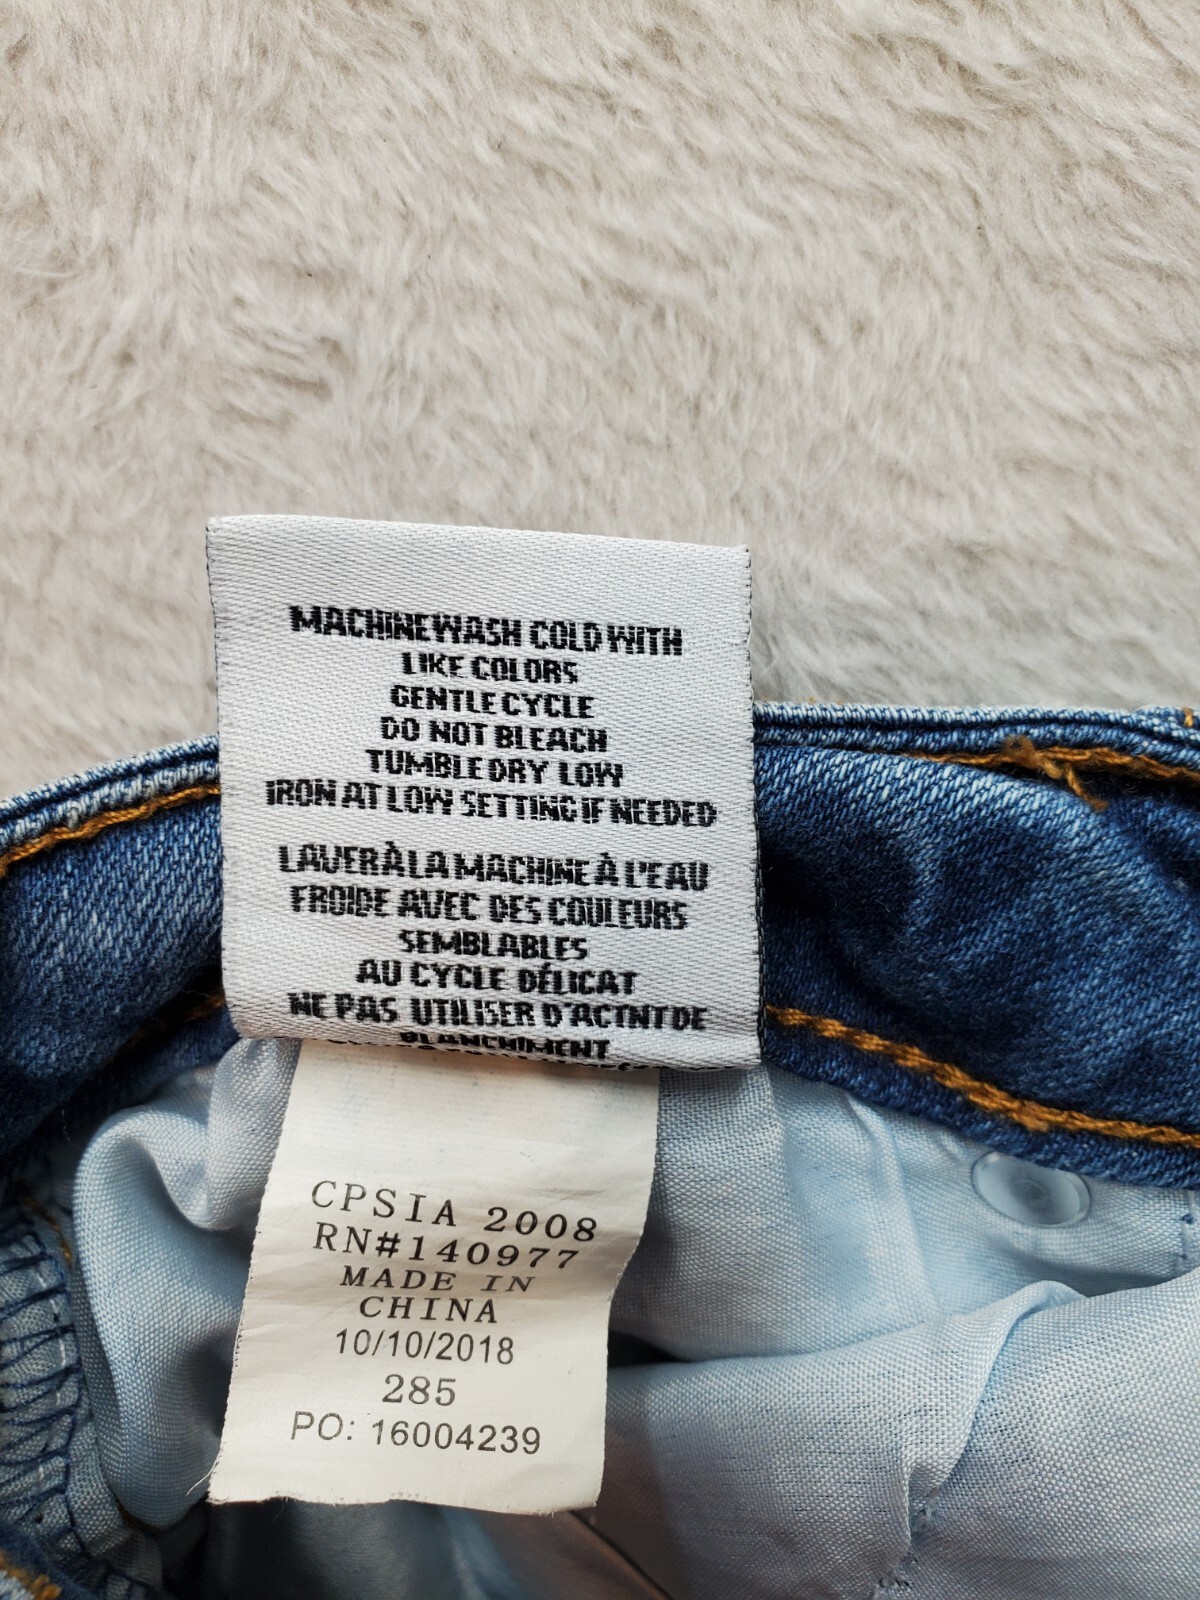 MACHINE WASH COLD WITH
LIKE COLORS
GENTLE CYCLE
DO NOT BLEACH
TUMBLE DRY LOW
IRON AT LOW SETTING IF NEEDED
LAVER À LA MACHINE À L'EAU
FROIDE AVEC DES COULEURS
SEMBLABLES
AU CYCLE DÉLICAT
NE PAS UTILISER D'ACTNT DE
BLANCHIMENT
CPSIA 2008
RN#140977
MADE IN
CHINA
10/10/2018
285
PO: 16004239